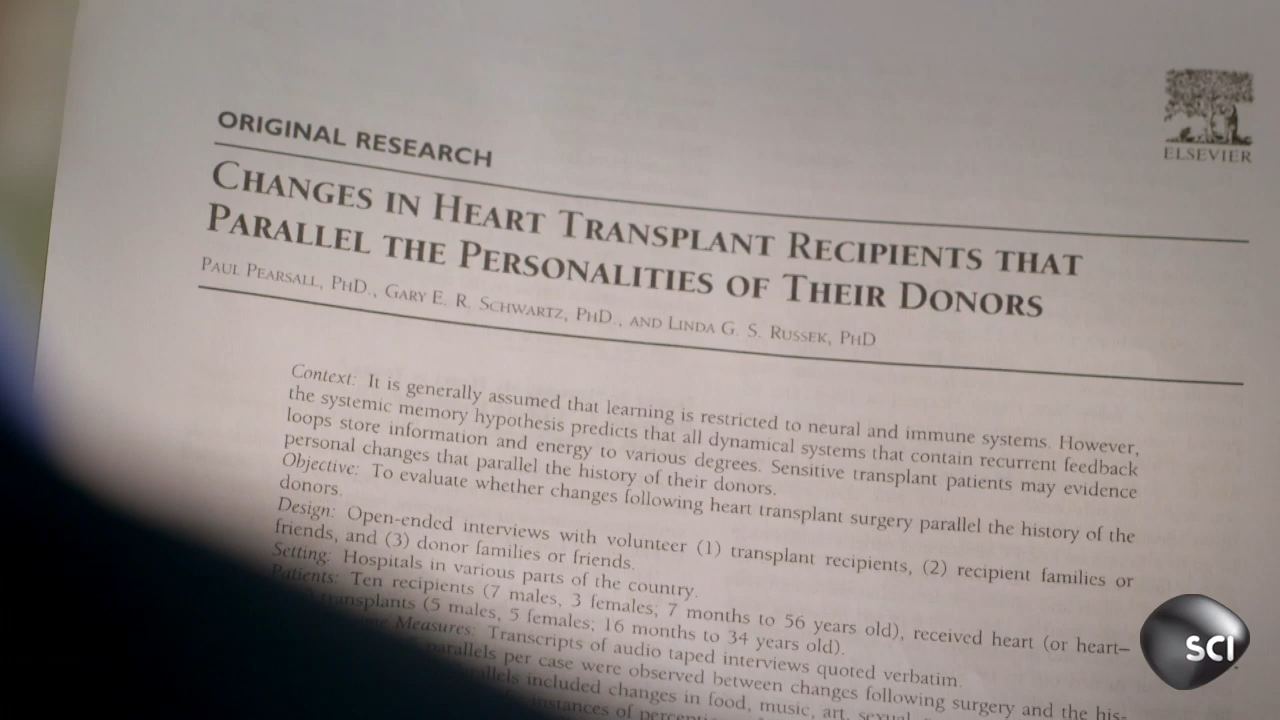 ORIGINAL RESEARCH
ELSEVIER
CHANGES IN HEART TRANSPLANT RECIPIENTS THAT
PARALLEL THE PERSONALITIES OF THEIR DONORS
PAUL PEARSALL, PHD., GARY E. R. SCHWARTZ, PHD., AND LINDA G. S. RUSSEK, PHD
Context: It is generally assumed that learning is restricted to neural and immune systems. However,
the systemic memory hypothesis predicts that all dynamical systems that contain recurrent feedback
loops store information and energy to various degrees. Sensitive transplant patients may evidence
personal changes that parallel the history of their donors.
Objective: To evaluate whether changes following heart transplant surgery parallel the history of the
donors.
Design: Open-ended interviews with volunteer (1) transplant recipients, (2) recipient families or
friends, and (3) donor families or friends.
Setting: Hospitals in various parts of the country.
Patients: Ten recipients (7 males, 3 females; 7 months to 56 years old), received heart (or heart–
transplants (5 males, 5 females; 16 months to 34 years old).
Measures: Transcripts of audio taped interviews quoted verbatim.
parallels per case were observed between changes following surgery and the his-
included changes in food, music, art, sexual,
instances of
SCI